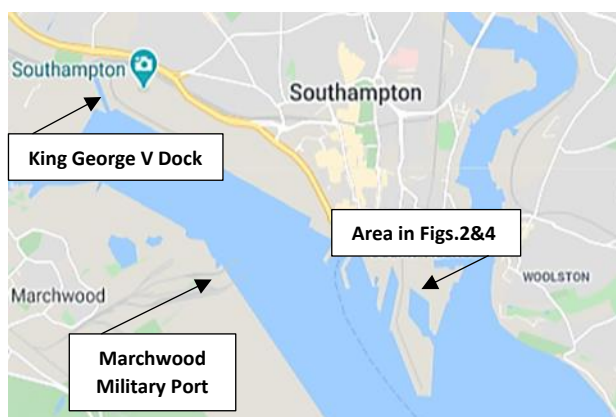 Southampton
Southampton
King George V Dock
Area in Figs.2&4
WOOLSTON
Marchwood
Marchwood
Military Port